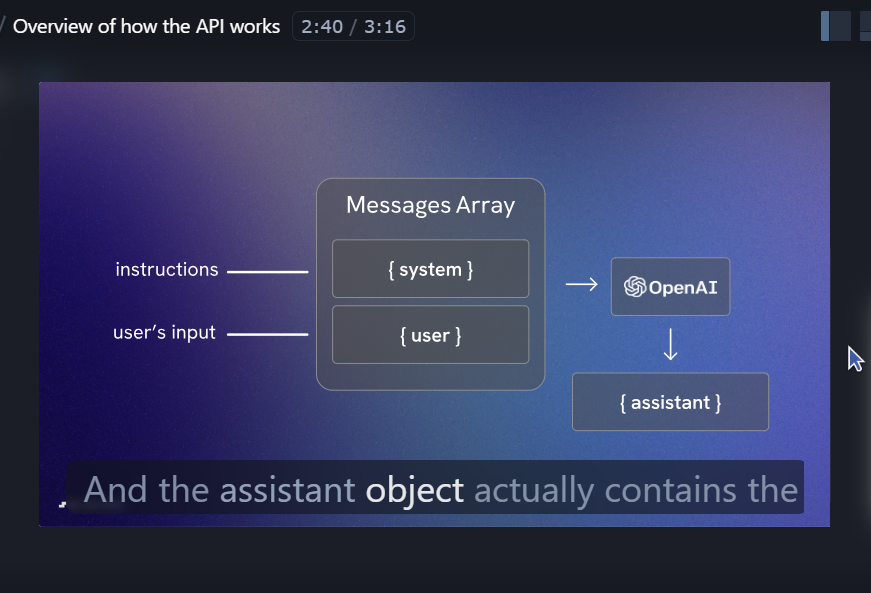 / Overview of how the API works 2:40 / 3:16
Messages Array
instructions
{ system }
user's input
{ user }
OpenAI
{ assistant }
And the assistant object actually contains the